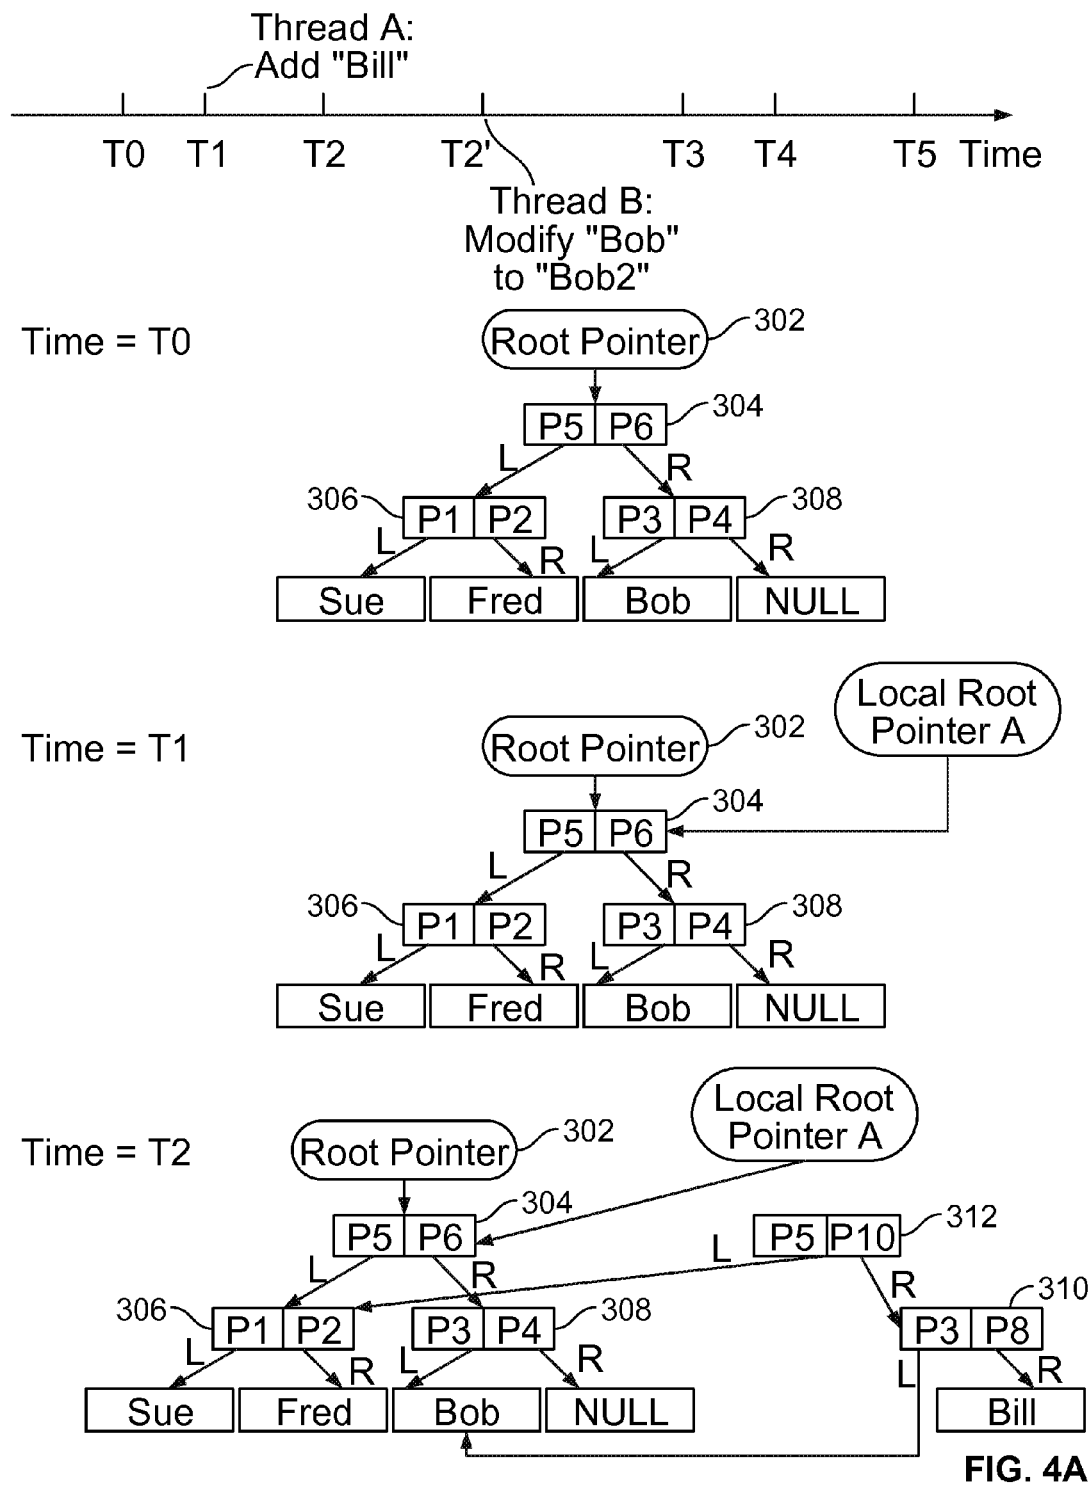 Thread A:
Add "Bill"
T0 T1 T2 T2' T3 T4 T5 Time
Thread B:
Modify "Bob"
to "Bob2"
Time = T0
Root Pointer
302
P5 P6
304
L
R
306
P1 P2
P3 P4
308
L
R
L
R
Sue
Fred
Bob
NULL
Local Root
Pointer A
Time = T1
Root Pointer
302
P5 P6
304
L
R
306
P1 P2
P3 P4
308
L
R
L
R
Sue
Fred
Bob
NULL
Local Root
Pointer A
Time = T2
Root Pointer
302
P5 P6
304
P5 P10
312
L
R
L
R
306
P1 P2
P3 P4
308
P3 P8
310
L
R
L
R
L
R
Sue
Fred
Bob
NULL
Bill
FIG. 4A